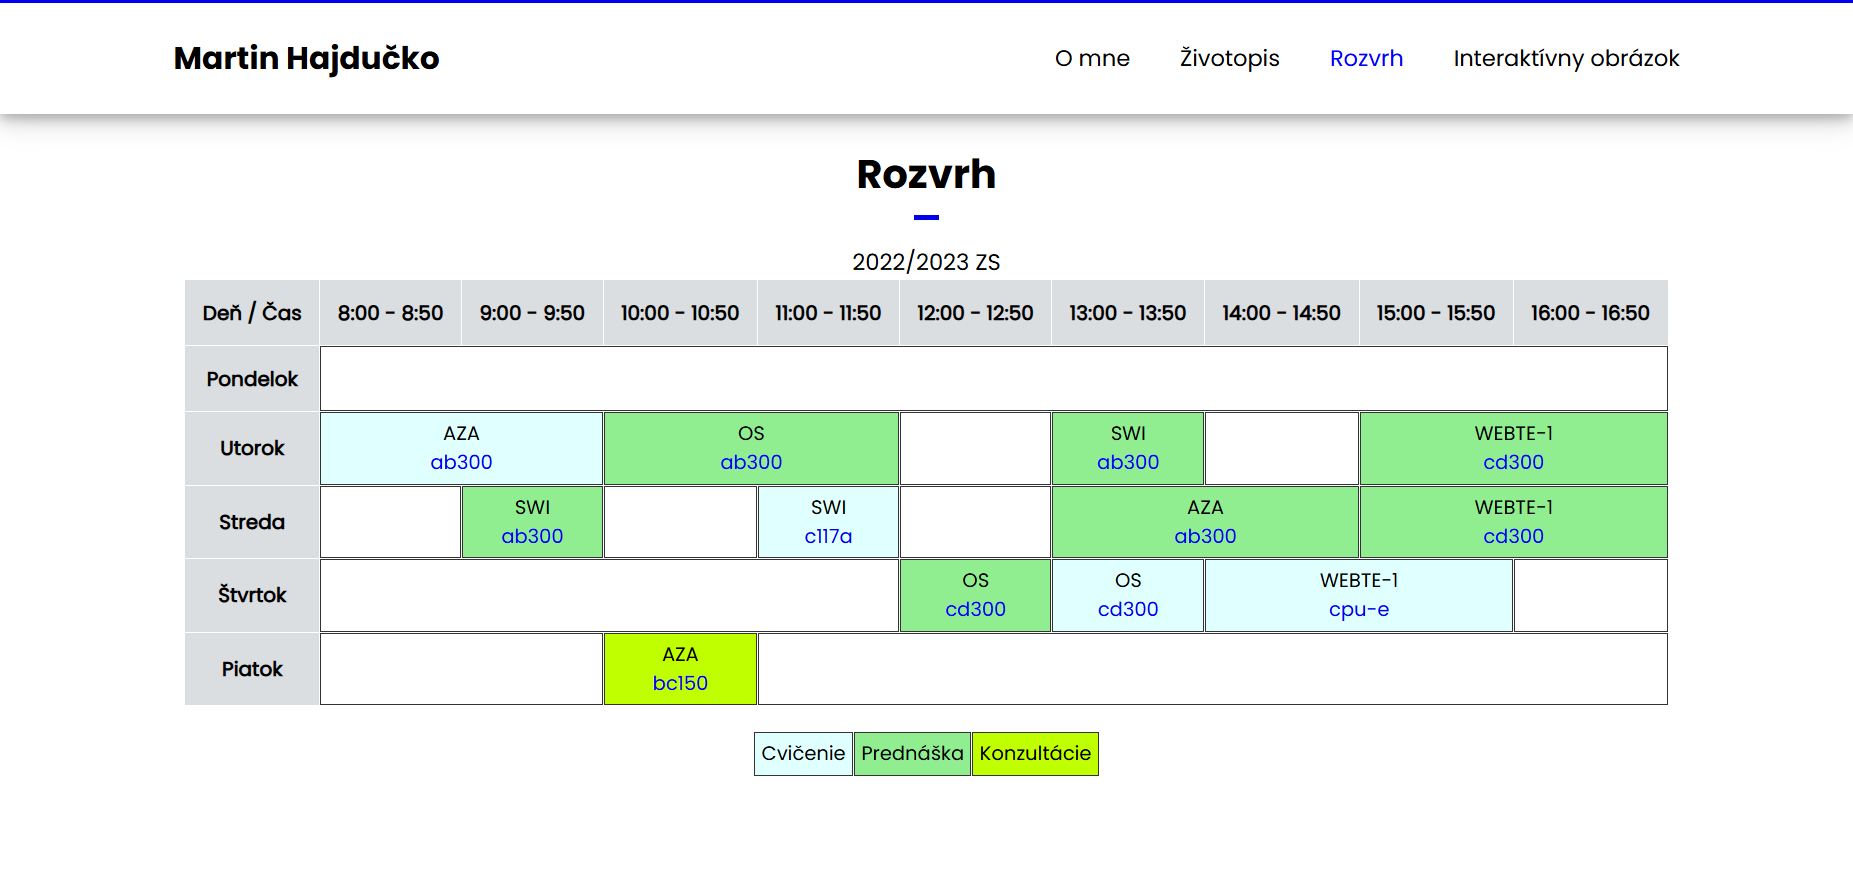 Martin Hajdučko
O mne Životopis Rozvrh Interaktívny obrázok
Rozvrh
2022/2023 ZS
Deň / Čas 8:00 - 8:50 9:00 - 9:50 10:00 - 10:50 11:00 - 11:50 12:00 - 12:50 13:00 - 13:50 14:00 - 14:50 15:00 - 15:50 16:00 - 16:50
Pondelok
Utorok
AZA
ab300
OS
ab300
SWI
ab300
WEBTE-1
cd300
Streda
SWI
ab300
SWI
c117a
AZA
ab300
WEBTE-1
cd300
Štvrtok
OS
cd300
OS
cd300
WEBTE-1
cpu-e
Piatok
AZA
bc150
Cvičenie Prednáška Konzultácie